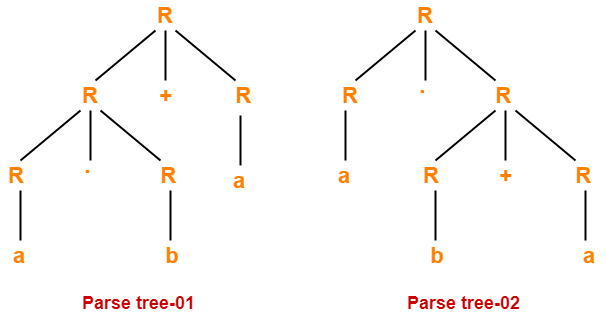 R R
R + R R . R
R . R a a R + R
a b b a
Parse tree-01 Parse tree-02